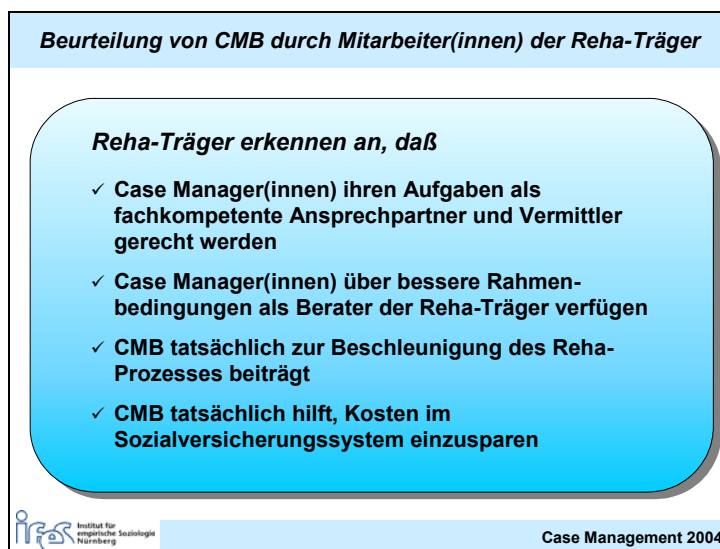 Beurteilung von CMB durch Mitarbeiter(innen) der Reha-Träger
Reha-Träger erkennen an, daß
✓ Case Manager(innen) ihren Aufgaben als
fachkompetente Ansprechpartner und Vermittler
gerecht werden
✓ Case Manager(innen) über bessere Rahmen-
bedingungen als Berater der Reha-Träger verfügen
✓ CMB tatsächlich zur Beschleunigung des Reha-
Prozesses beiträgt
✓ CMB tatsächlich hilft, Kosten im
Sozialversicherungssystem einzusparen
ifes
Institut für
empirische Soziologie
Nürnberg
Case Management 2004